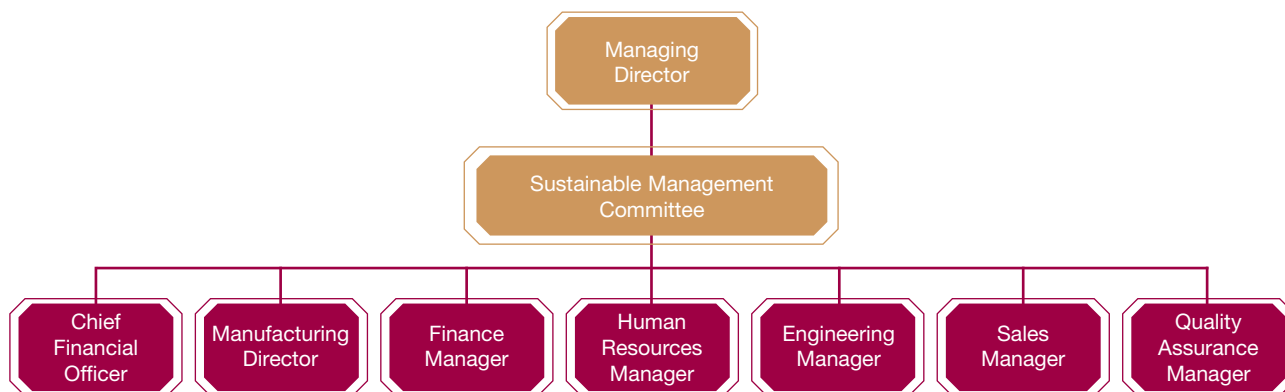 Managing
Director
Sustainable Management
Committee
Chief
Financial
Officer
Manufacturing
Director
Finance
Manager
Human
Resources
Manager
Engineering
Manager
Sales
Manager
Quality
Assurance
Manager